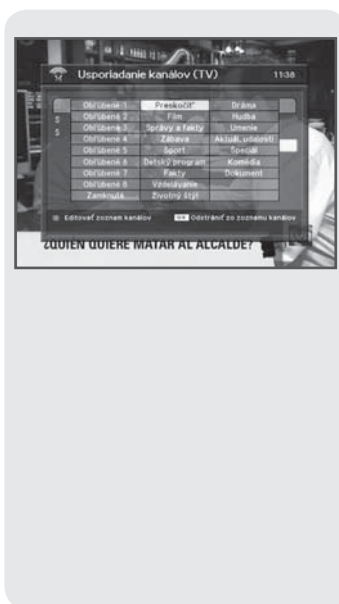 Usporiadanie kanálov (TV) 11:38
Obľúbené 1 Preskočiť Dráma
Obľúbené 2 Film Hudba
S Obľúbené 3 Správy a fakty Umenie
S Obľúbené 4 Zábava Aktuál. udalosti
Obľúbené 5 Šport Špeciál
Obľúbené 6 Detský program Komédia
Obľúbené 7 Fakty Dokument
Obľúbené 8 Vzdelávanie
Zamknuté Životný štýl
Editovať zoznam kanálov OK Odstrániť zo zoznamu kanálov
¿QUIÉN QUIERE MATAR AL ALCALDE?